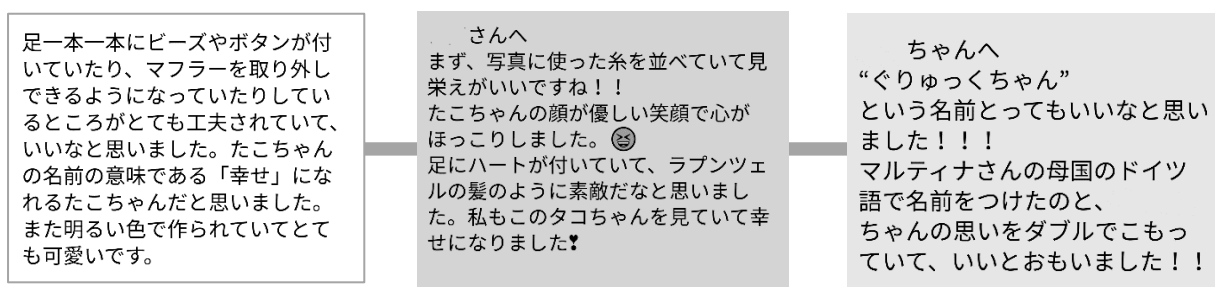 足一本一本にビーズやボタンが付
いていたり、マフラーを取り外し
できるようになっていたりしてい
るところがとても工夫されていて、
いいなと思いました。たこちゃん
の名前の意味である「幸せ」にな
れるたこちゃんだと思いました。
また明るい色で作られていてとて
も可愛いです。
さんへ
まず、写真に使った糸を並べていて見
栄えがいいですね！！
たこちゃんの顔が優しい笑顔で心が
ほっこりしました。😆
足にハートが付いていて、ラプンツェ
ルの髪のように素敵だなと思いまし
た。私もこのタコちゃんを見ていて幸
せになりました❣
ちゃんへ
“ぐりゅっくちゃん”
という名前とってもいいなと思い
ました！！！
マルティナさんの母国のドイツ
語で名前をつけたのと、
ちゃんの思いをダブルでこもっ
ていて、いいとおもいました！！